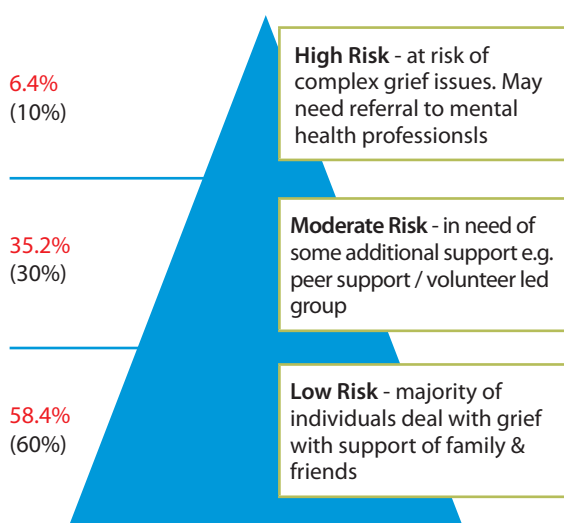 6.4%
(10%)
High Risk - at risk of
complex grief issues. May
need referral to mental
health professionsls
35.2%
(30%)
Moderate Risk - in need of
some additional support e.g.
peer support / volunteer led
group
58.4%
(60%)
Low Risk - majority of
individuals deal with grief
with support of family &
friends